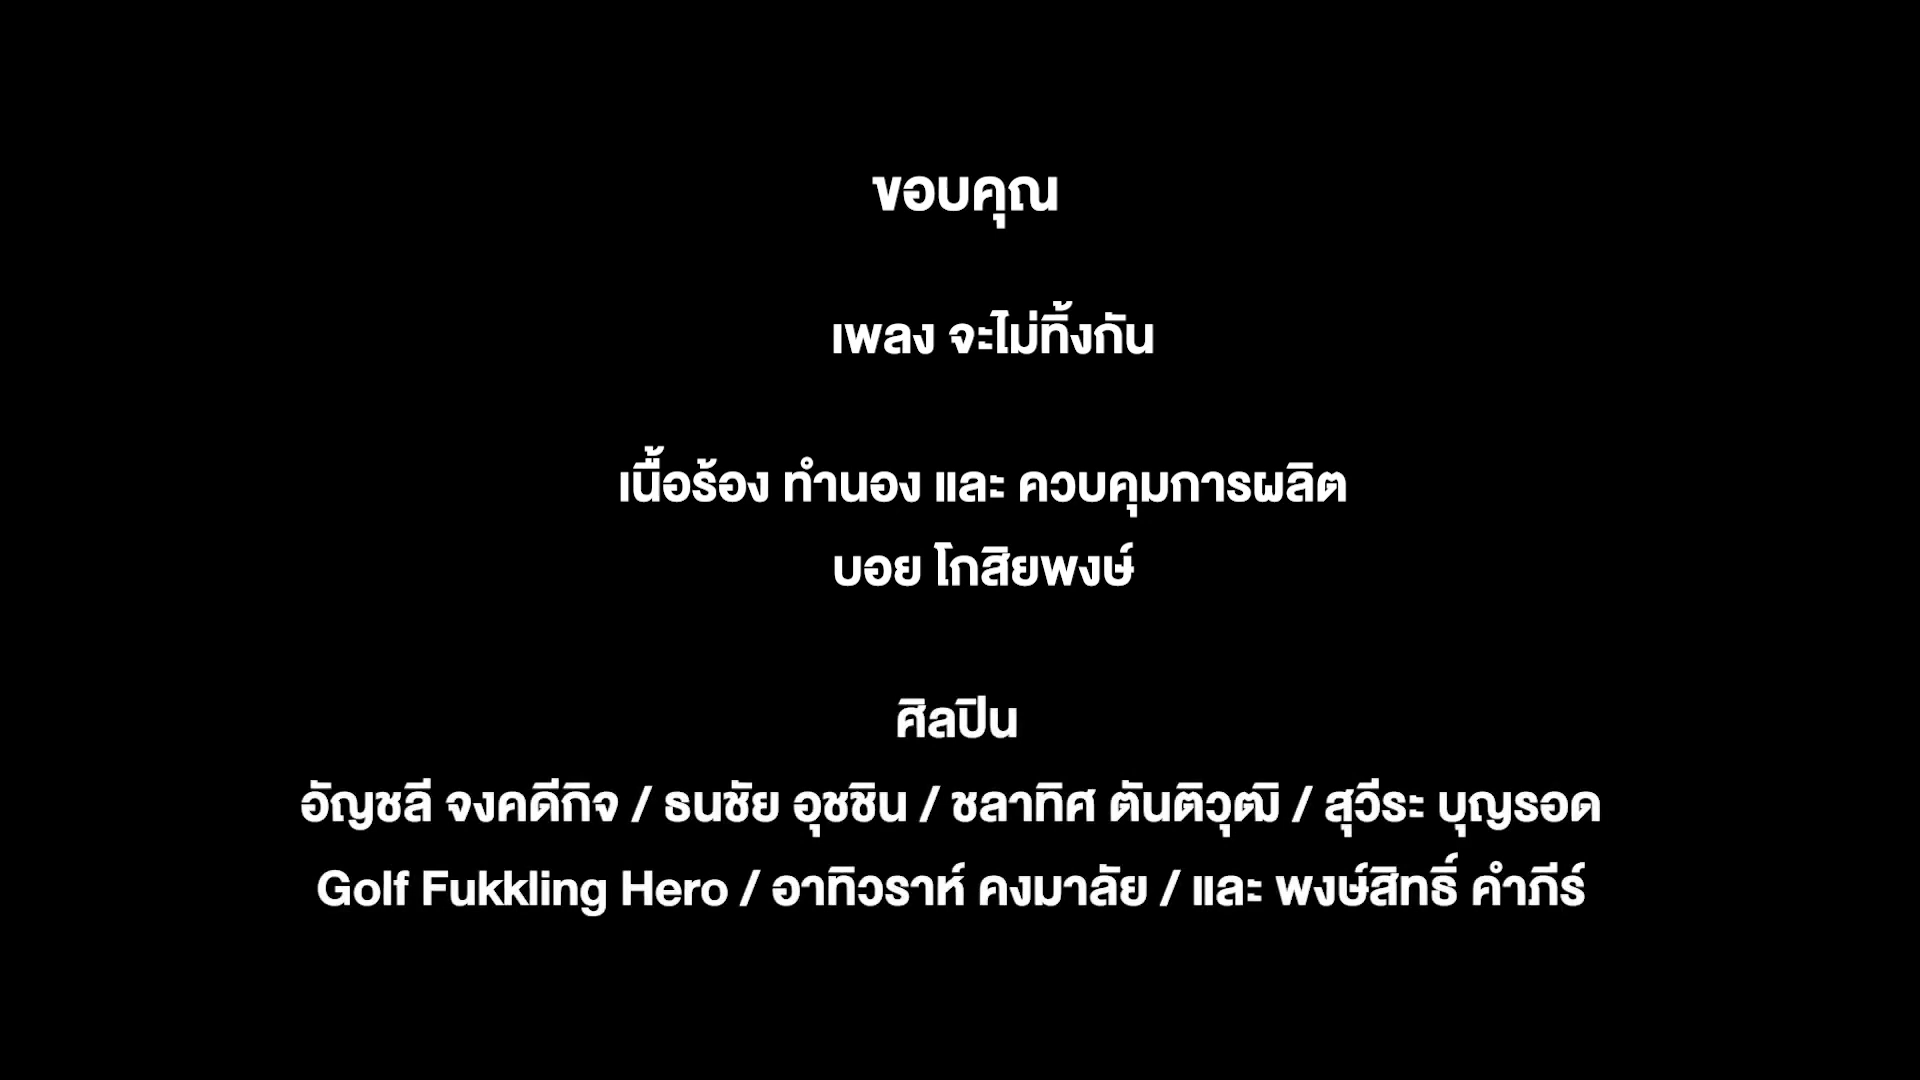 ขอบคุณ
เพลง จะไม่ทิ้งกัน
เนื้อร้อง ทำนอง และ ควบคุมการผลิต
บอย โกสิยพงษ์
ศิลปิน
อัญชลี จงคดีกิจ / ธนชัย อุชชิน / ชลาทิศ ตันติวุฒิ / สุวีระ บุญรอด
Golf Fukkling Hero / อาทิวราห์ คงมาลัย / และ พงษ์สิทธิ์ คำภีร์